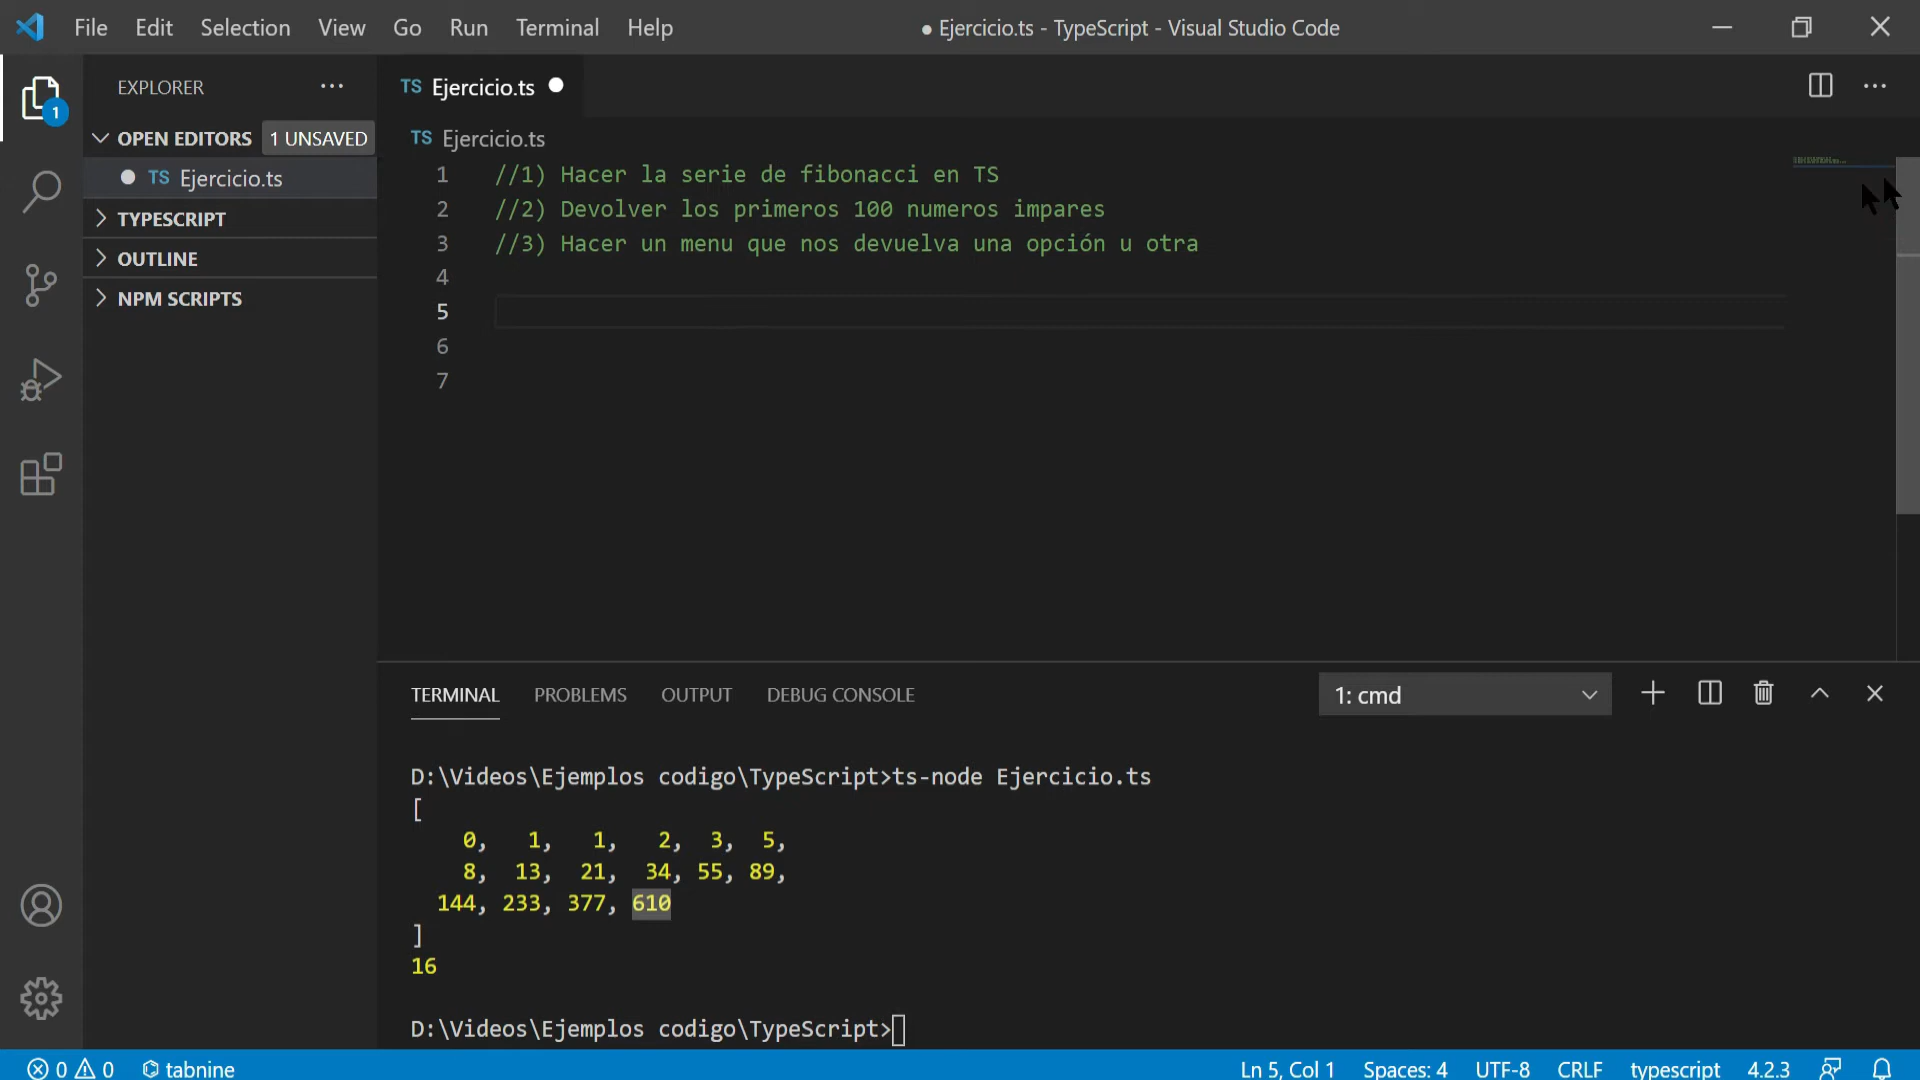 File Edit Selection View Go Run Terminal Help
● Ejercicio.ts - TypeScript - Visual Studio Code
EXPLORER
1
OPEN EDITORS 1 UNSAVED
TS Ejercicio.ts
TYPESCRIPT
OUTLINE
NPM SCRIPTS
TS Ejercicio.ts
TS Ejercicio.ts
1 //1) Hacer la serie de fibonacci en TS
2 //2) Devolver los primeros 100 numeros impares
3 //3) Hacer un menu que nos devuelva una opción u otra
4
5
6
7
TERMINAL PROBLEMS OUTPUT DEBUG CONSOLE
1: cmd
D:\Videos\Ejemplos codigo\TypeScript>ts-node Ejercicio.ts
[
0, 1, 1, 2, 3, 5,
8, 13, 21, 34, 55, 89,
144, 233, 377, 610
]
16
D:\Videos\Ejemplos codigo\TypeScript>
0 0 tabnine
Ln 5, Col 1 Spaces: 4 UTF-8 CRLF typescript 4.2.3